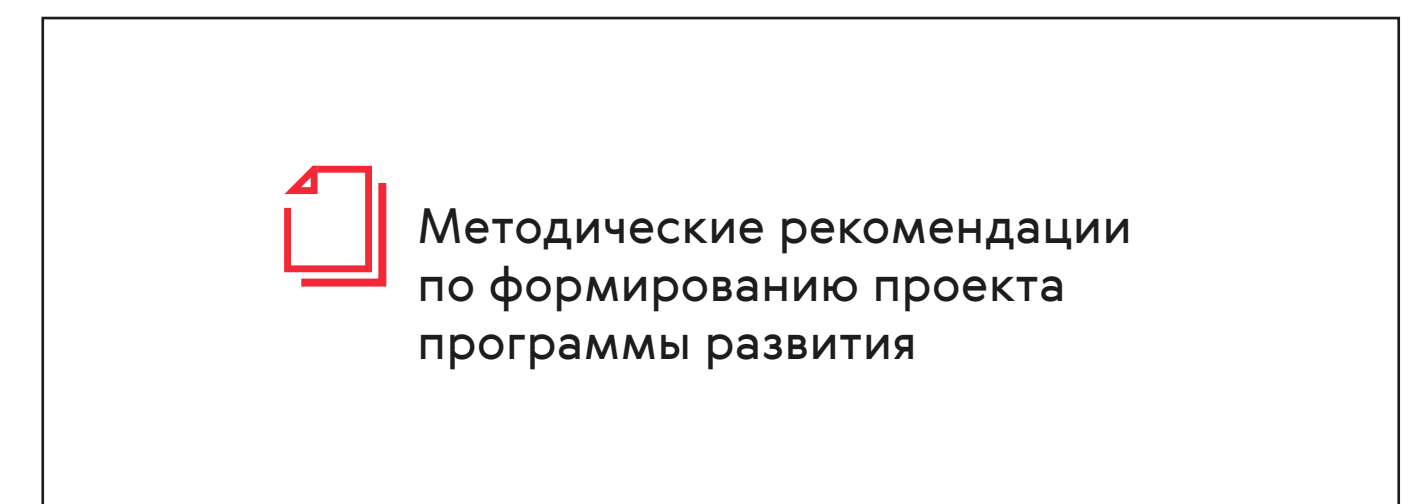 Методические рекомендации
по формированию проекта
программы развития